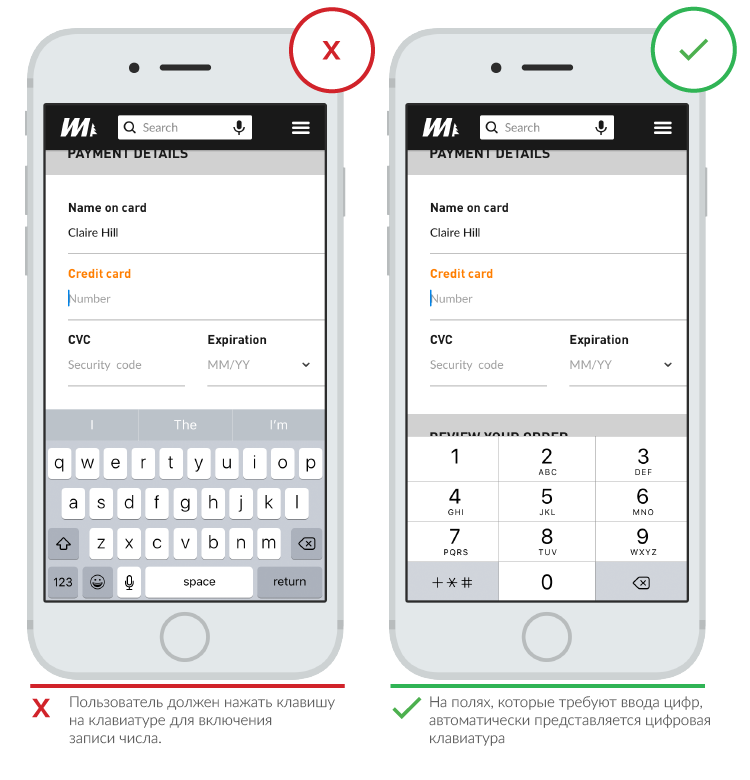 X
Search
PAYMENT DETAILS
Name on card
Claire Hill
Credit card
Number
CVC
Expiration
Security code
MM/YY
I
The
I'm
q w e r t y u i o p
a s d f g h j k l
z x c v b n m
123
space
return
X
Пользователь должен нажать клавишу
на клавиатуре для включения
записи числа.
Search
PAYMENT DETAILS
Name on card
Claire Hill
Credit card
Number
CVC
Expiration
Security code
MM/YY
REVIEW YOUR ORDER
1
2
3
ABC
DEF
4
5
6
GHI
JKL
MNO
7
8
9
PQRS
TUV
WXYZ
+*#
0
На полях, которые требуют ввода цифр,
автоматически представляется цифровая
клавиатура